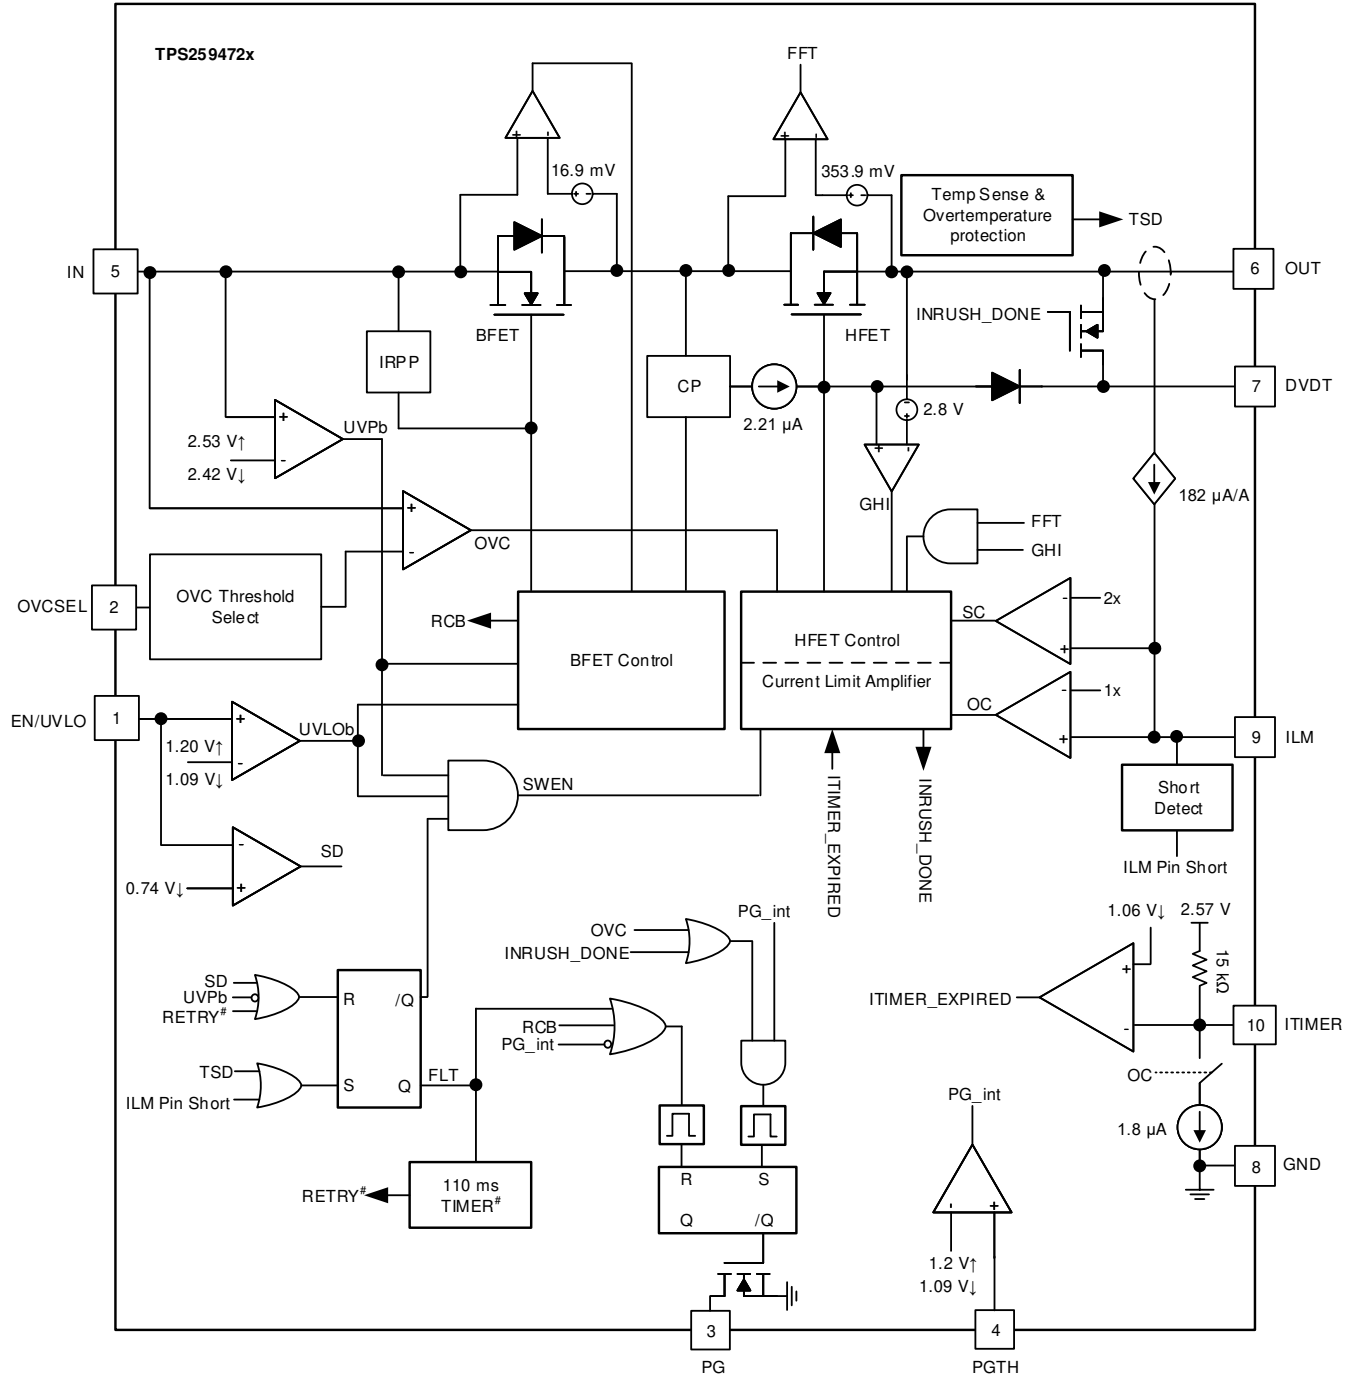 TPS259472x
FFT
16.9 mV
353.9 mV
Temp Sense &
Overtemperature
protection
TSD
IN
5
6
OUT
BFET
HFET
INRUSH_DONE
IRPP
CP
2.21 µA
2.8 V
7
DVDT
UVPb
2.53 V↑
2.42 V↓
+
-
GHI
182 µA/A
OVC
FFT
GHI
OVCSEL
2
OVC Threshold
Select
RCB
BFET Control
HFET Control
Current Limit Amplifier
SC
2x
OC
1x
EN/UVLO
1
UVLOb
1.20 V↑
1.09 V↓
9
ILM
SWEN
ITIMER_EXPIRED
INRUSH_DONE
Short
Detect
ILM Pin Short
SD
0.74 V↓
PG_int
OVC
INRUSH_DONE
1.06 V↓
2.57 V
15 kΩ
ITIMER_EXPIRED
10
ITIMER
SD
UVPb
RETRY#
R
/Q
S
Q
FLT
TSD
ILM Pin Short
RCB
PG_int
OC
1.8 µA
8
GND
PG_int
110 ms
TIMER#
RETRY#
R
S
Q
/Q
1.2 V↑
1.09 V↓
3
PG
4
PGTH